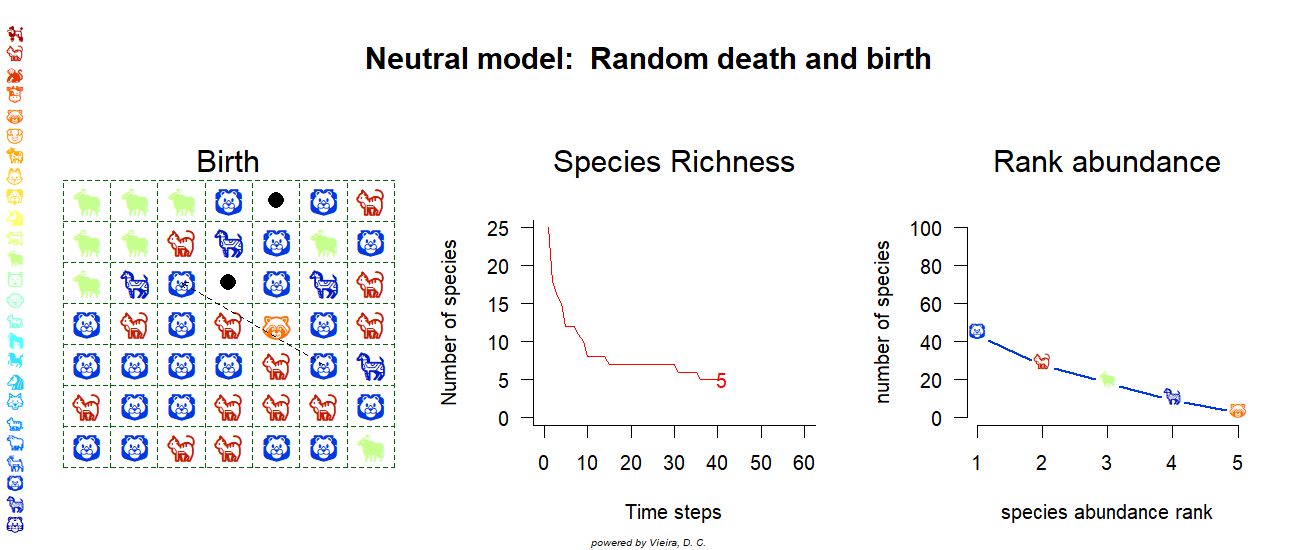 Neutral model:  Random death and birth
Birth
Species Richness
Rank abundance
Number of species
25
20
15
10
5
0
5
0 10 20 30 40 50 60
Time steps
number of species
100
80
60
40
20
0
1 2 3 4 5
species abundance rank
powered by Vieira, D. C.